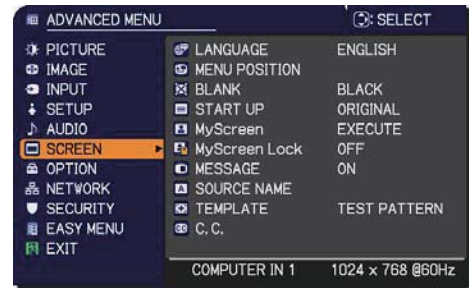 ADVANCED MENU : SELECT
PICTURE
IMAGE
INPUT
SETUP
AUDIO
SCREEN
OPTION
NETWORK
SECURITY
EASY MENU
EXIT
LANGUAGE ENGLISH
MENU POSITION
BLANK BLACK
START UP ORIGINAL
MyScreen EXECUTE
MyScreen Lock OFF
MESSAGE ON
SOURCE NAME
TEMPLATE TEST PATTERN
C. C.
COMPUTER IN 1 1024 x 768 @60Hz